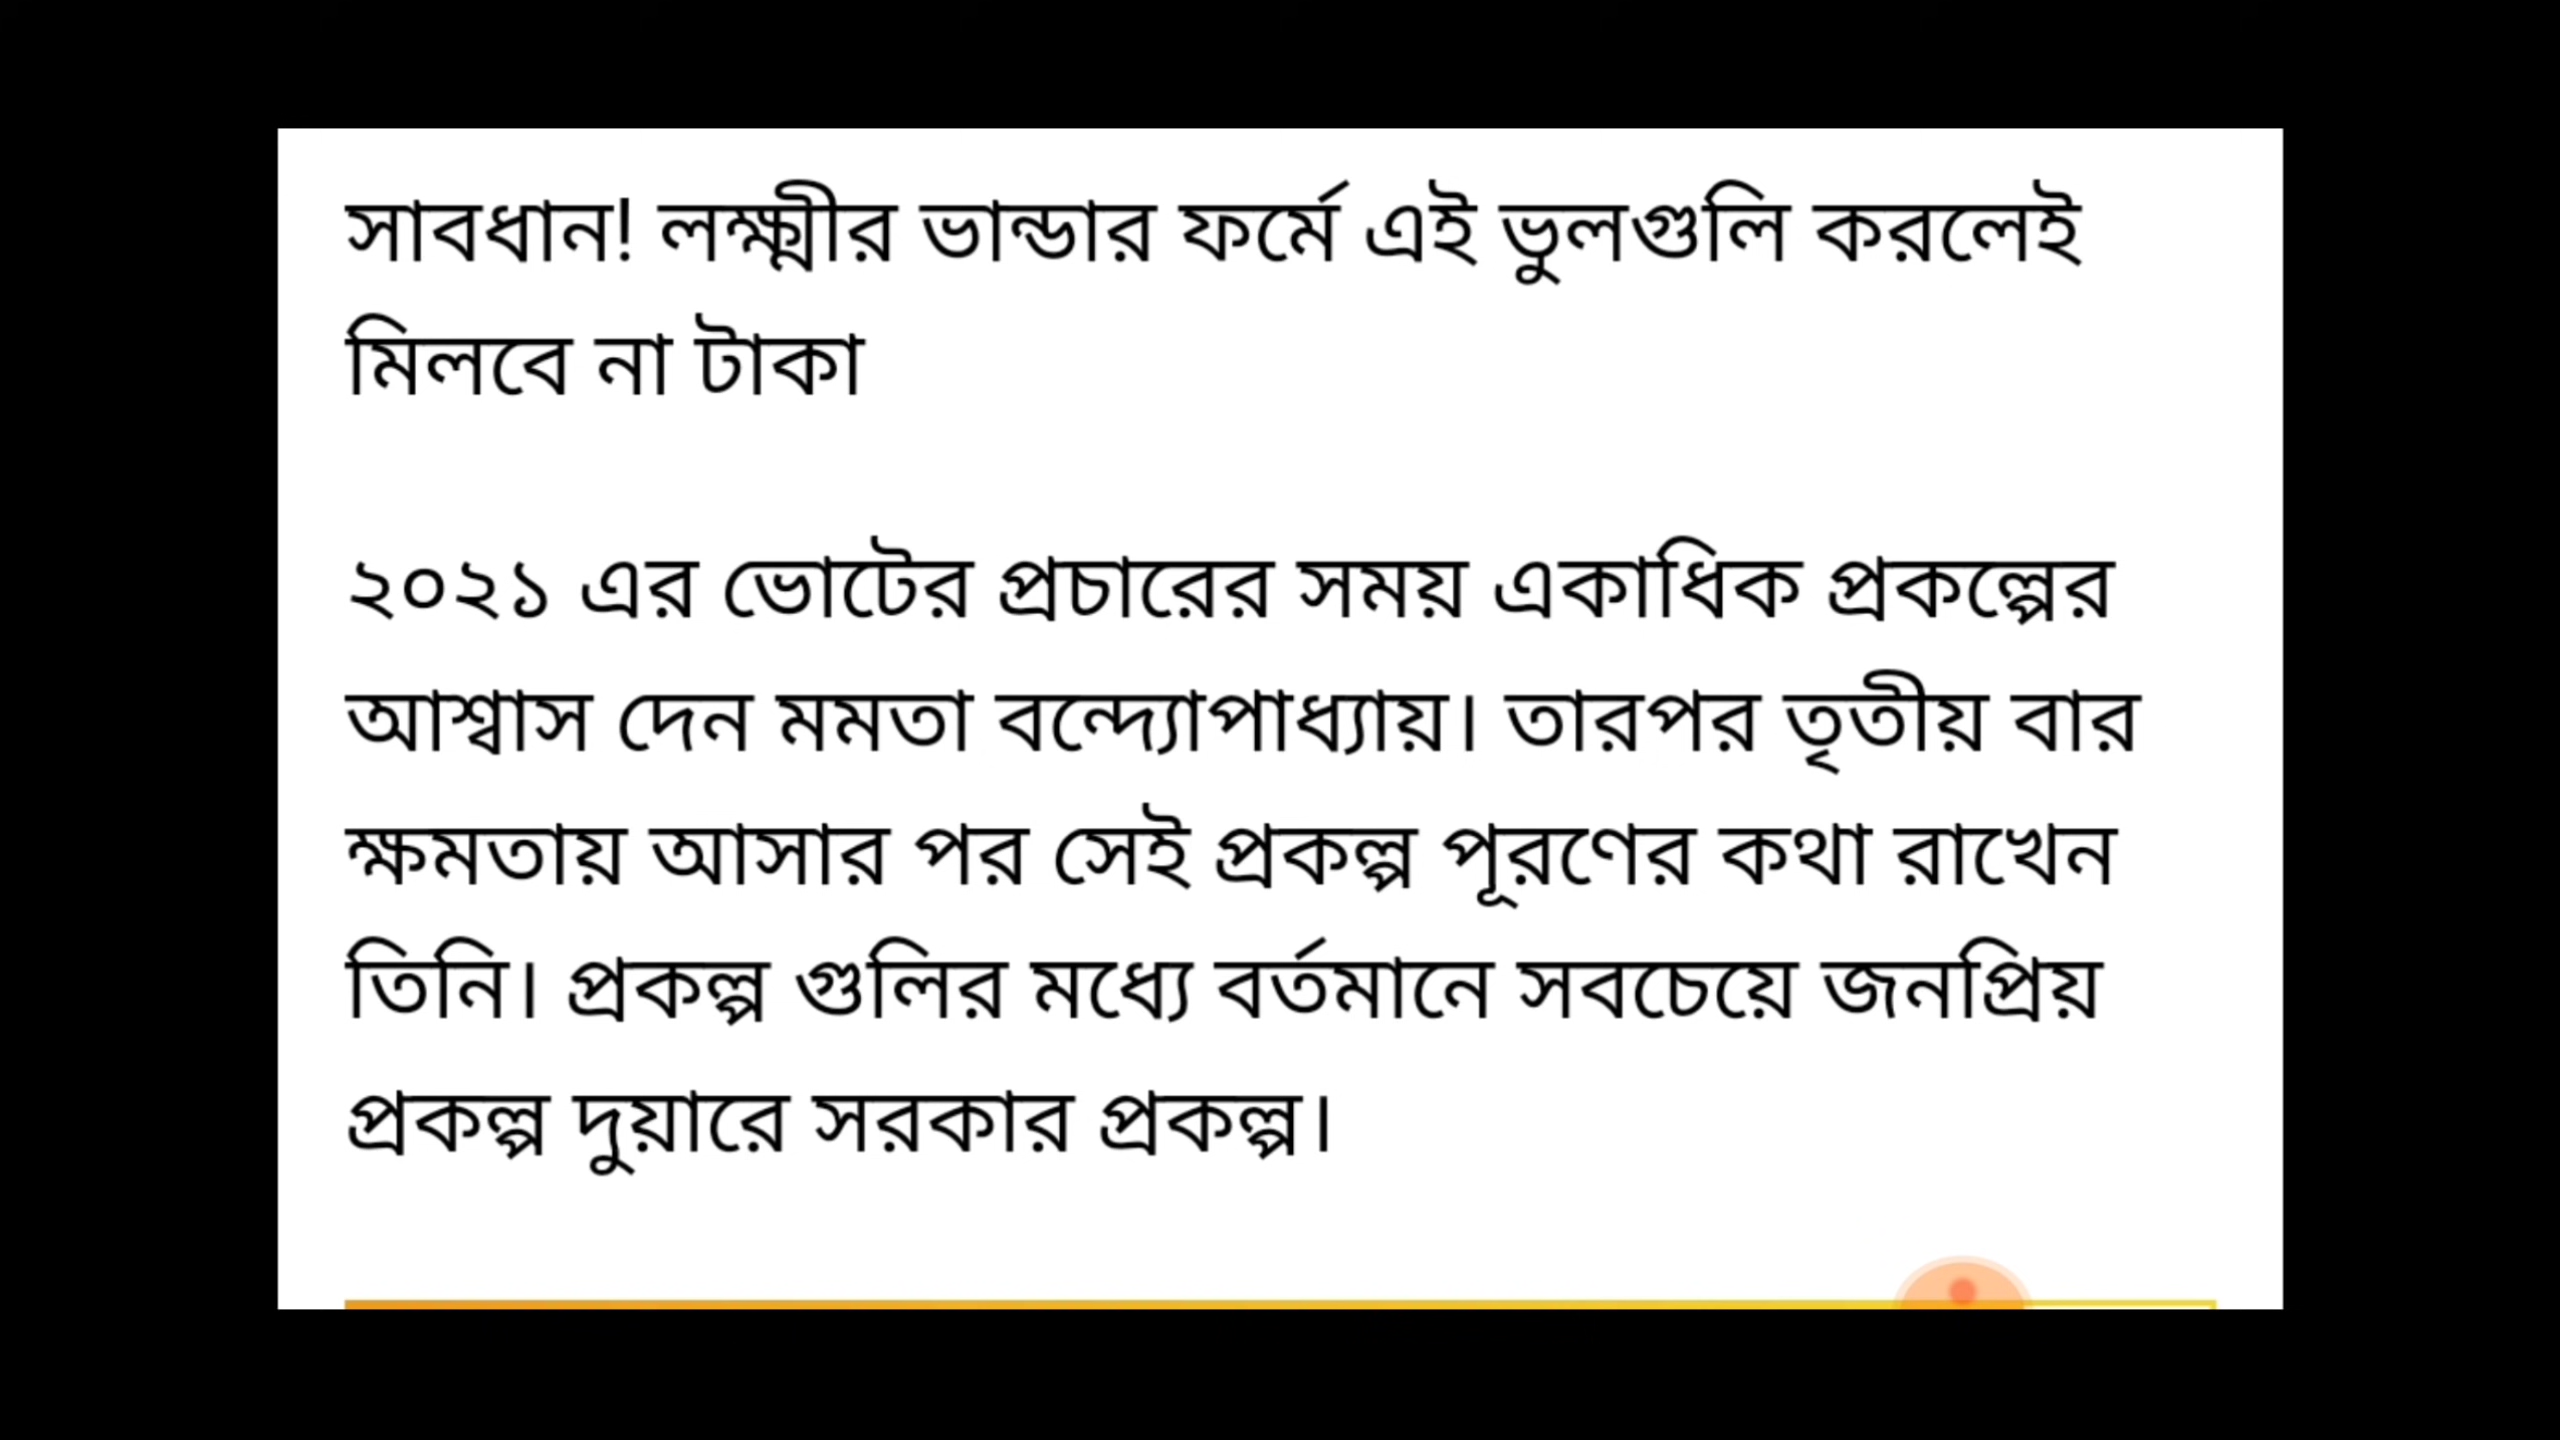 সাবধান! লক্ষ্মীর ভান্ডার ফর্মে এই ভুলগুলি করলেই
মিলবে না টাকা
২০২১ এর ভোটের প্রচারের সময় একাধিক প্রকল্পের
আশ্বাস দেন মমতা বন্দ্যোপাধ্যায়। তারপর তৃতীয় বার
ক্ষমতায় আসার পর সেই প্রকল্প পূরণের কথা রাখেন
তিনি। প্রকল্প গুলির মধ্যে বর্তমানে সবচেয়ে জনপ্রিয়
প্রকল্প দুয়ারে সরকার প্রকল্প।